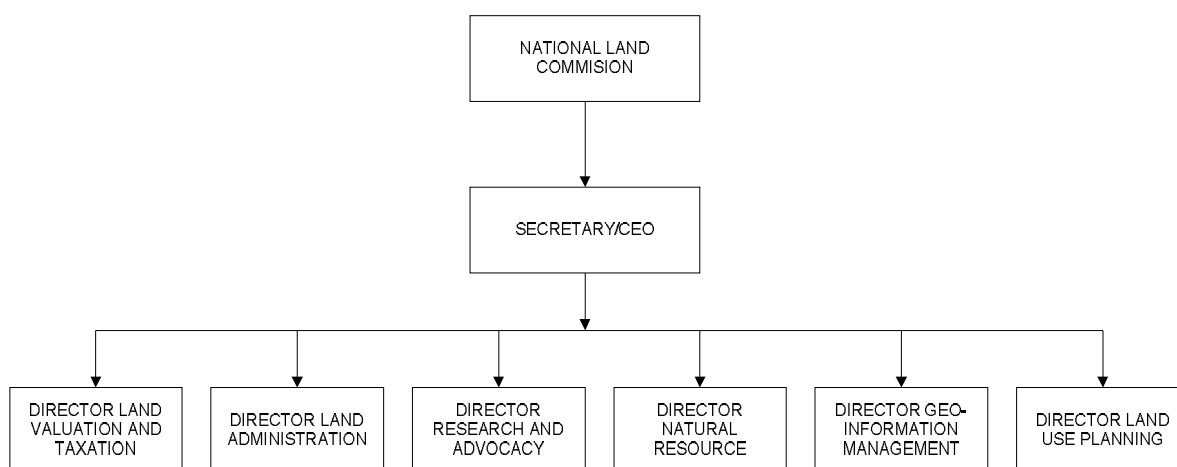 NATIONAL LAND
COMMISION
SECRETARY/CEO
DIRECTOR LAND
VALUATION AND
TAXATION
DIRECTOR LAND
ADMINISTRATION
DIRECTOR
RESEARCH AND
ADVOCACY
DIRECTOR
NATURAL
RESOURCE
DIRECTOR GEO-
INFORMATION
MANAGEMENT
DIRECTOR LAND
USE PLANNING